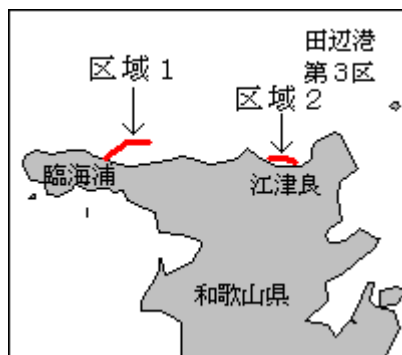 田辺港
第3区
区域1
区域2
臨海浦
江津良
和歌山県